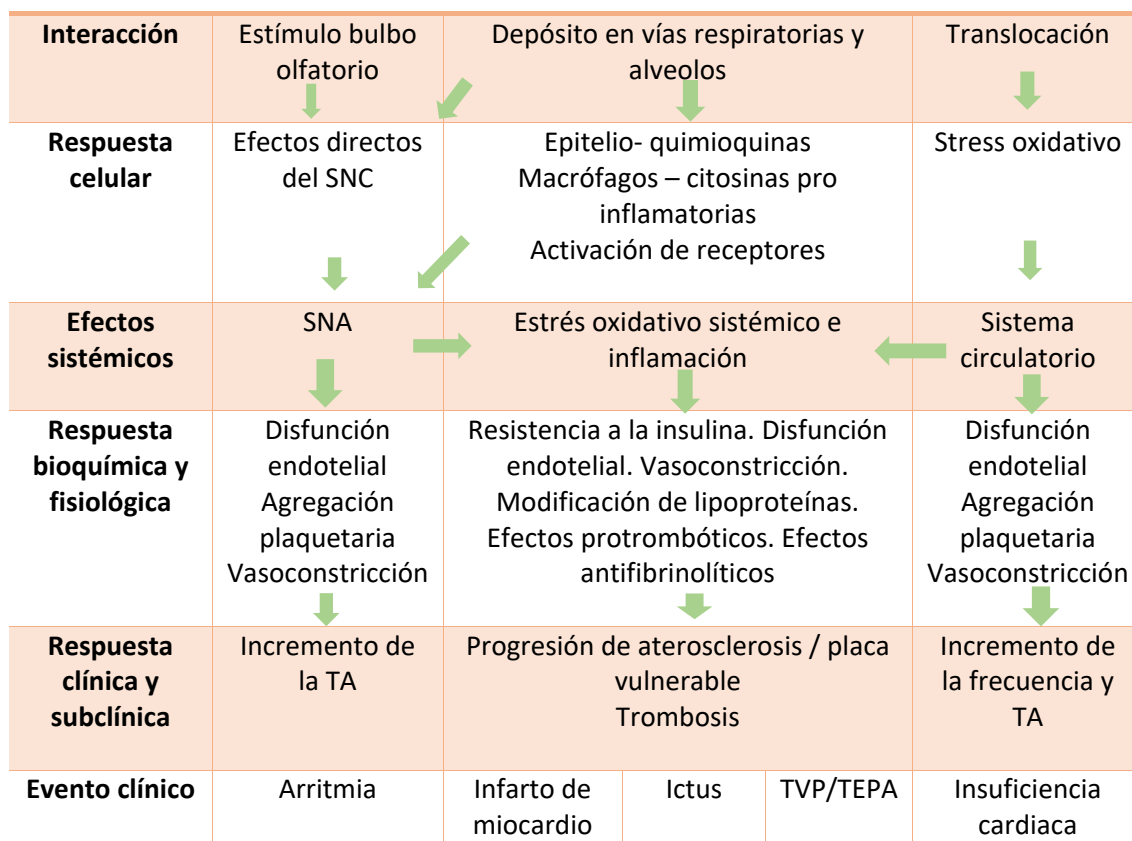 Interacción
Estímulo bulbo
olfatorio
Depósito en vías respiratorias y
alveolos
Translocación
Respuesta
celular
Efectos directos
del SNC
Epitelio- quimioquinas
Macrófagos – citosinas pro
inflamatorias
Activación de receptores
Stress oxidativo
Efectos
sistémicos
SNA
Estrés oxidativo sistémico e
inflamación
Sistema
circulatorio
Respuesta
bioquímica y
fisiológica
Disfunción
endotelial
Agregación
plaquetaria
Vasoconstricción
Resistencia a la insulina. Disfunción
endotelial. Vasoconstricción.
Modificación de lipoproteínas.
Efectos protrombóticos. Efectos
antifibrinolíticos
Disfunción
endotelial
Agregación
plaquetaria
Vasoconstricción
Respuesta
clínica y
subclínica
Incremento de
la TA
Progresión de aterosclerosis / placa
vulnerable
Trombosis
Incremento de
la frecuencia y
TA
Evento clínico
Arritmia
Infarto de
miocardio
Ictus
TVP/TEPA
Insuficiencia
cardiaca